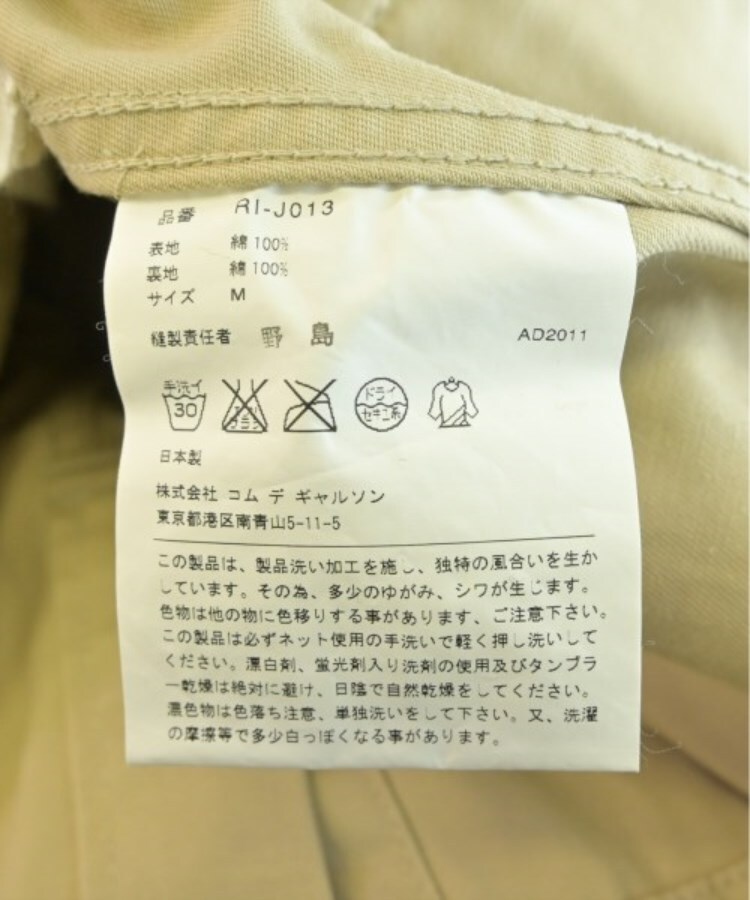 品番 RI-J013
表地 綿 100%
裏地 綿 100%
サイズ M
縫製責任者 野島 AD2011
手洗イ 30 エンソ サラシ ドライ セキユ系
日本製
株式会社 コム デ ギャルソン
東京都港区南青山5-11-5
この製品は、製品洗い加工を施し、独特の風合いを生か
しています。その為、多少のゆがみ、シワが生じます。
色物は他の物に色移りする事があります、ご注意下さい。
この製品は必ずネット使用の手洗いで軽く押し洗いして
ください。漂白剤、蛍光剤入り洗剤の使用及びタンブラ
ー乾燥は絶対に避け、日陰で自然乾燥をしてください。
濃色物は色落ち注意、単独洗いをして下さい。又、洗濯
の摩擦等で多少白っぽくなる事があります。